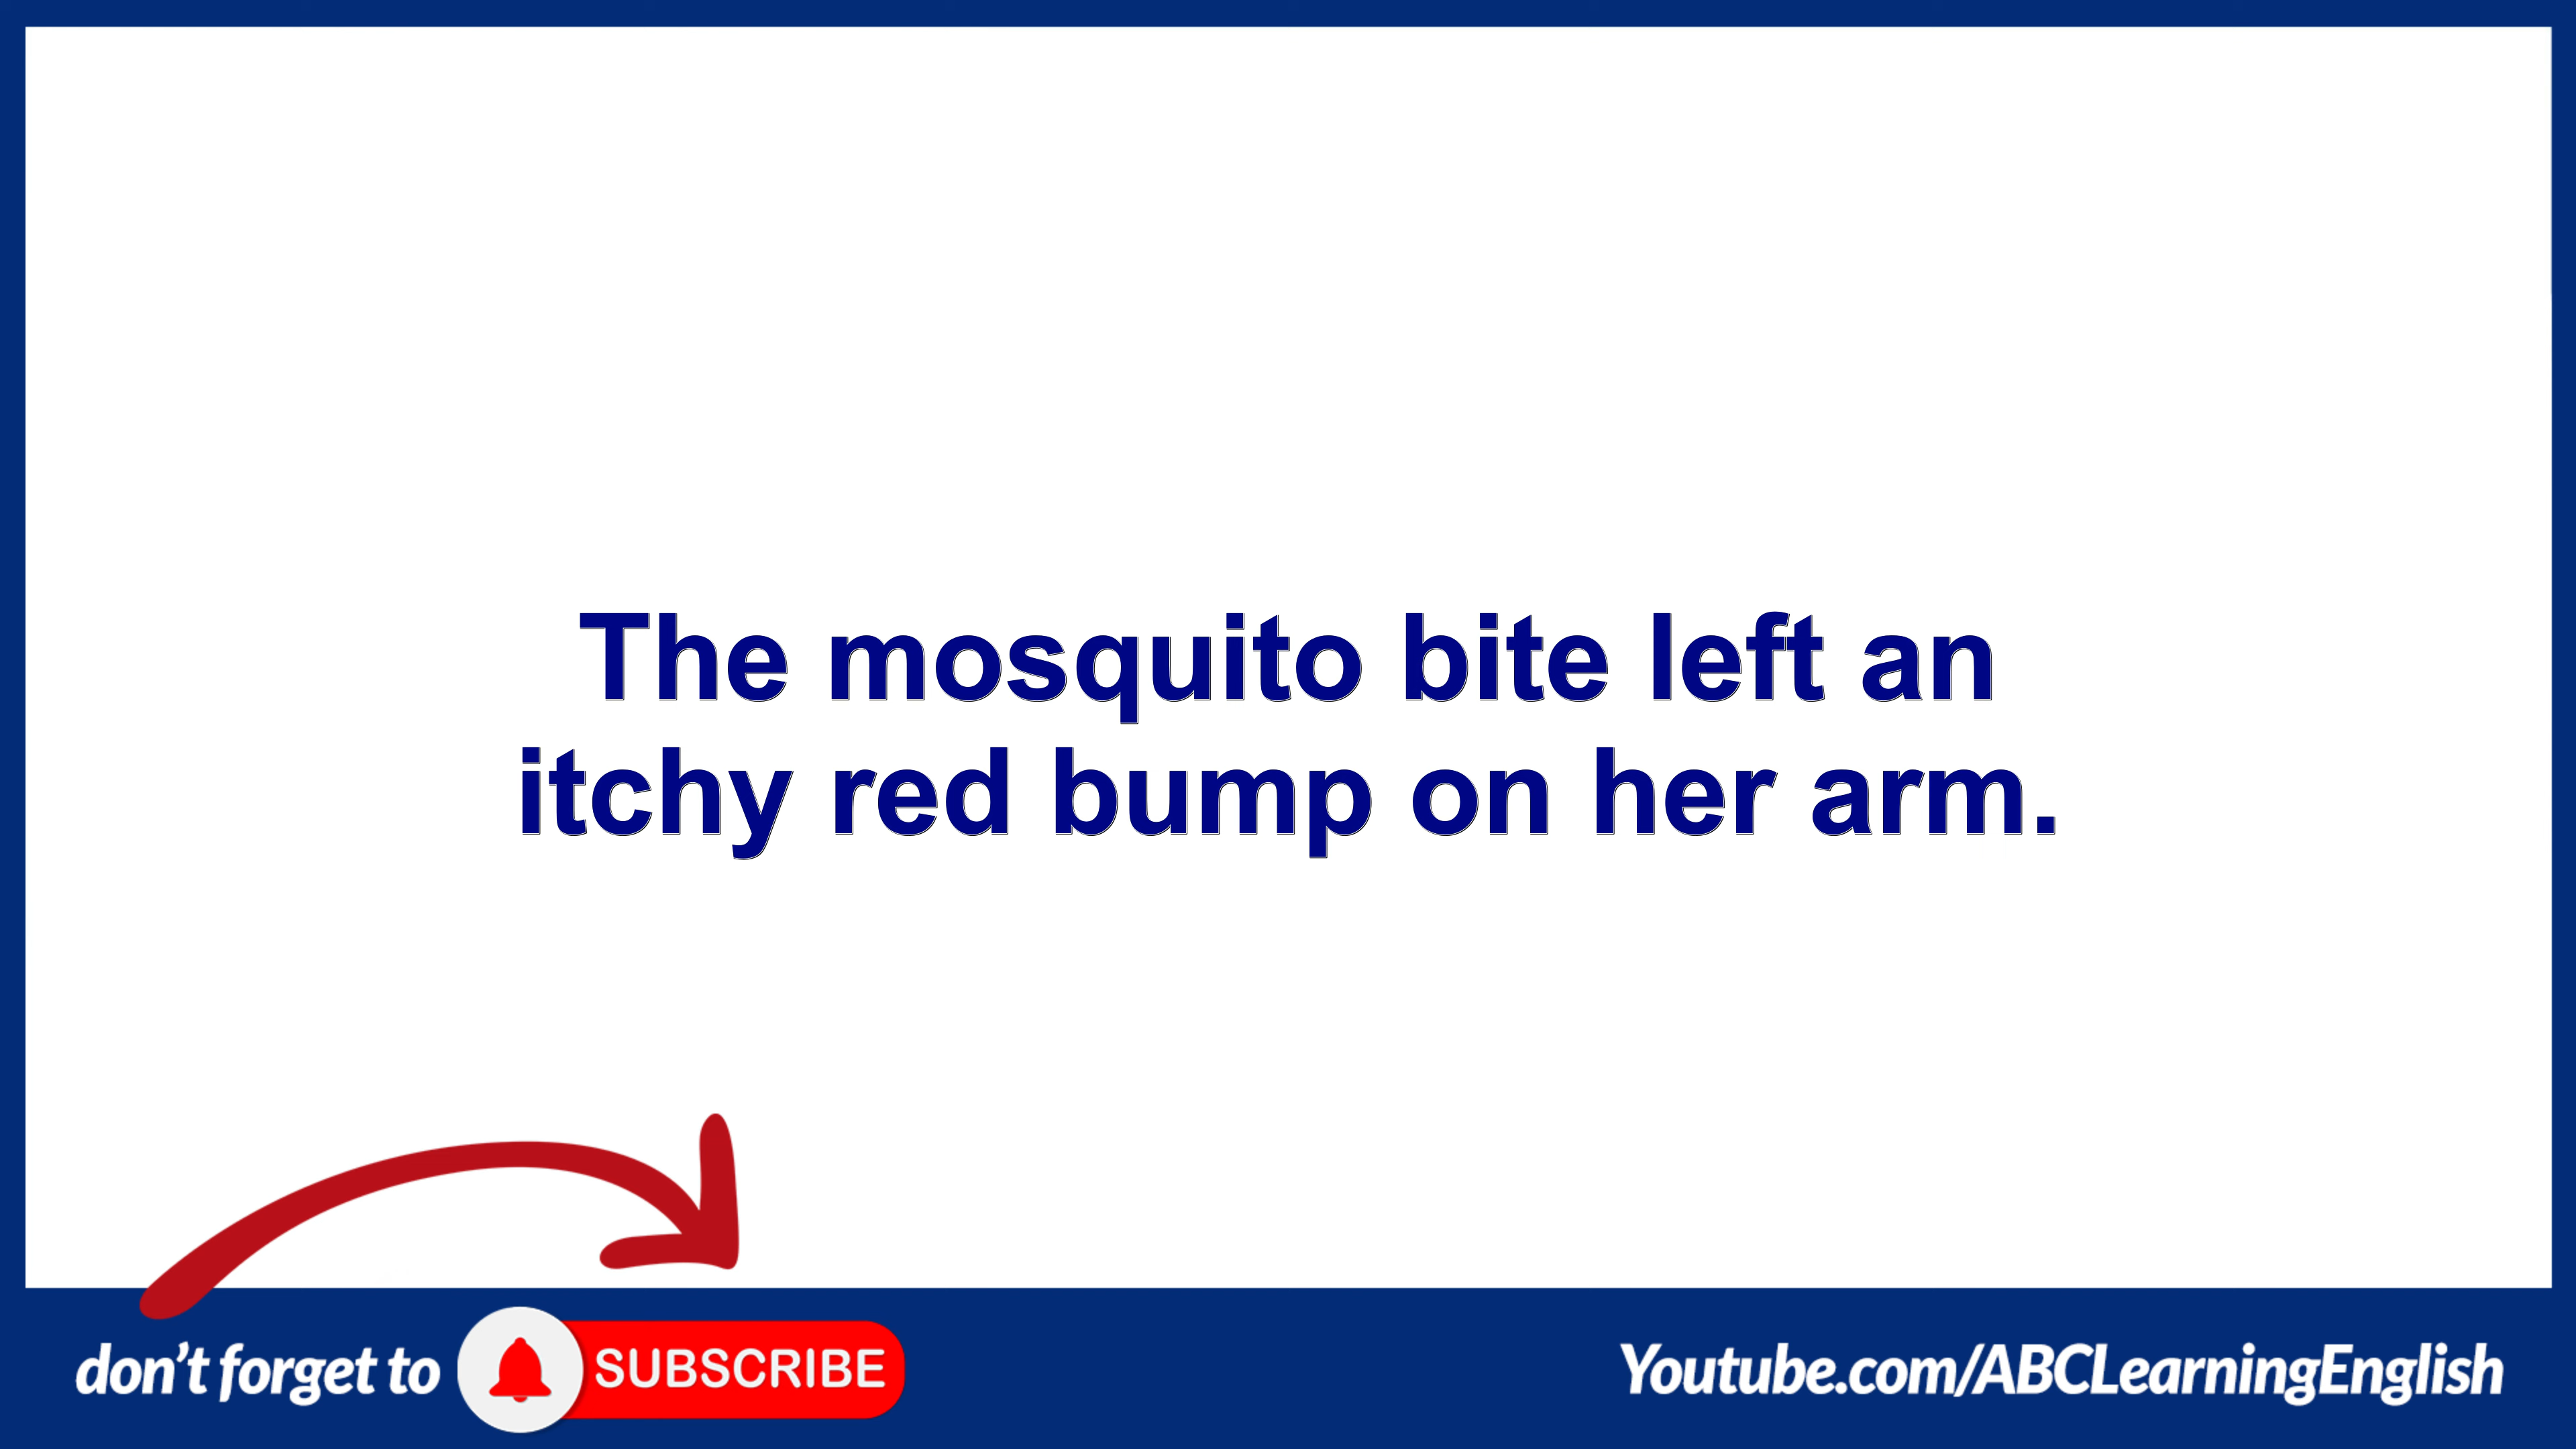 The mosquito bite left an
itchy red bump on her arm.
don't forget to SUBSCRIBE
Youtube.com/ABCLearningEnglish